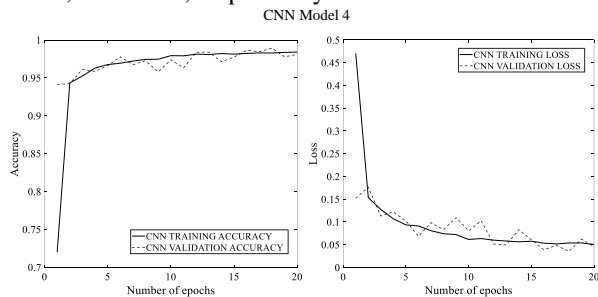 CNN Model 4
1
0.95
0.9
0.85
0.8
0.75
0.7
Accuracy
0 5 10 15 20
Number of epochs
CNN TRAINING ACCURACY
CNN VALIDATION ACCURACY
0.5
0.45
0.4
0.35
0.3
0.25
0.2
0.15
0.1
0.05
0
Loss
0 5 10 15 20
Number of epochs
CNN TRAINING LOSS
CNN VALIDATION LOSS